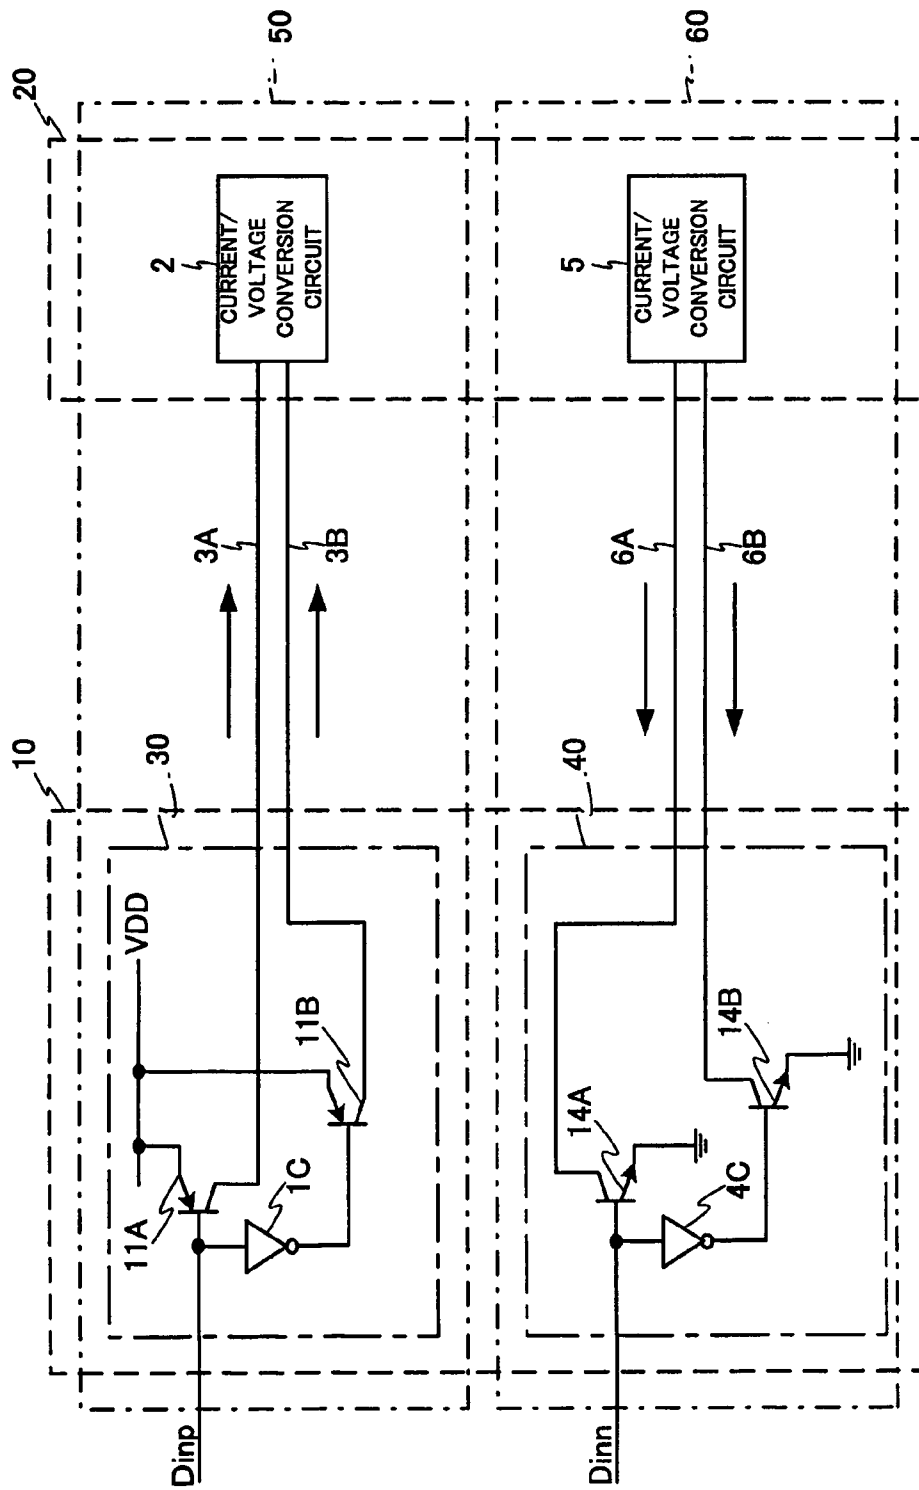 10
20
30
50
VDD
11A
1C
11B
3A
3B
2
CURRENT/
VOLTAGE
CONVERSION
CIRCUIT
Dinp
40
60
14A
4C
14B
6A
6B
5
CURRENT/
VOLTAGE
CONVERSION
CIRCUIT
Dinn